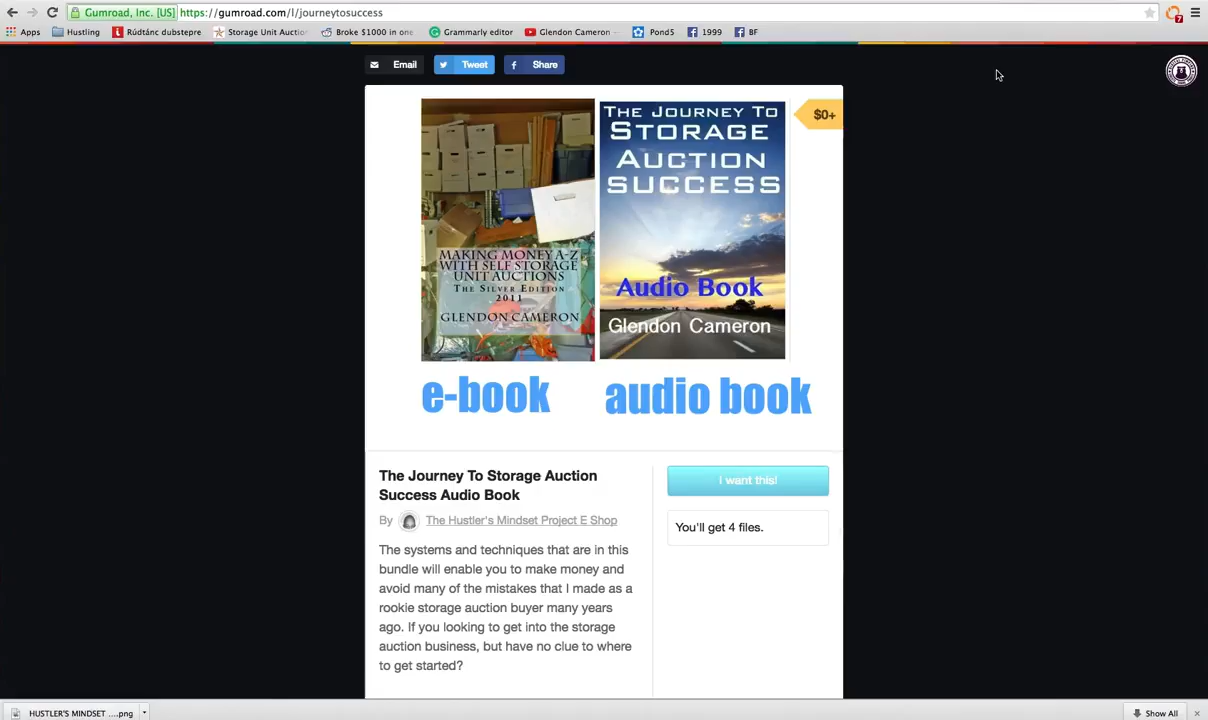 Gumroad, Inc. [US]
https://gumroad.com/l/journeytosuccess
Apps
Hustling
Rúdtánc dubstepre
Storage Unit Auctio
Broke $1000 in one
Grammarly editor
Glendon Cameron
Pond5
1999
BF
Email
Tweet
Share
MAKING MONEY A-Z
WITH SELF STORAGE
UNIT AUCTIONS
THE SILVER EDITION
2011
GLENDON CAMERON
THE JOURNEY TO
STORAGE
AUCTION
SUCCESS
Audio Book
Glendon Cameron
$0+
e-book
audio book
The Journey To Storage Auction
Success Audio Book
By The Hustler's Mindset Project E Shop
The systems and techniques that are in this
bundle will enable you to make money and
avoid many of the mistakes that I made as a
rookie storage auction buyer many years
ago. If you looking to get into the storage
auction business, but have no clue to where
to get started?
I want this!
You'll get 4 files.
HUSTLER'S MINDSET ....png
Show All